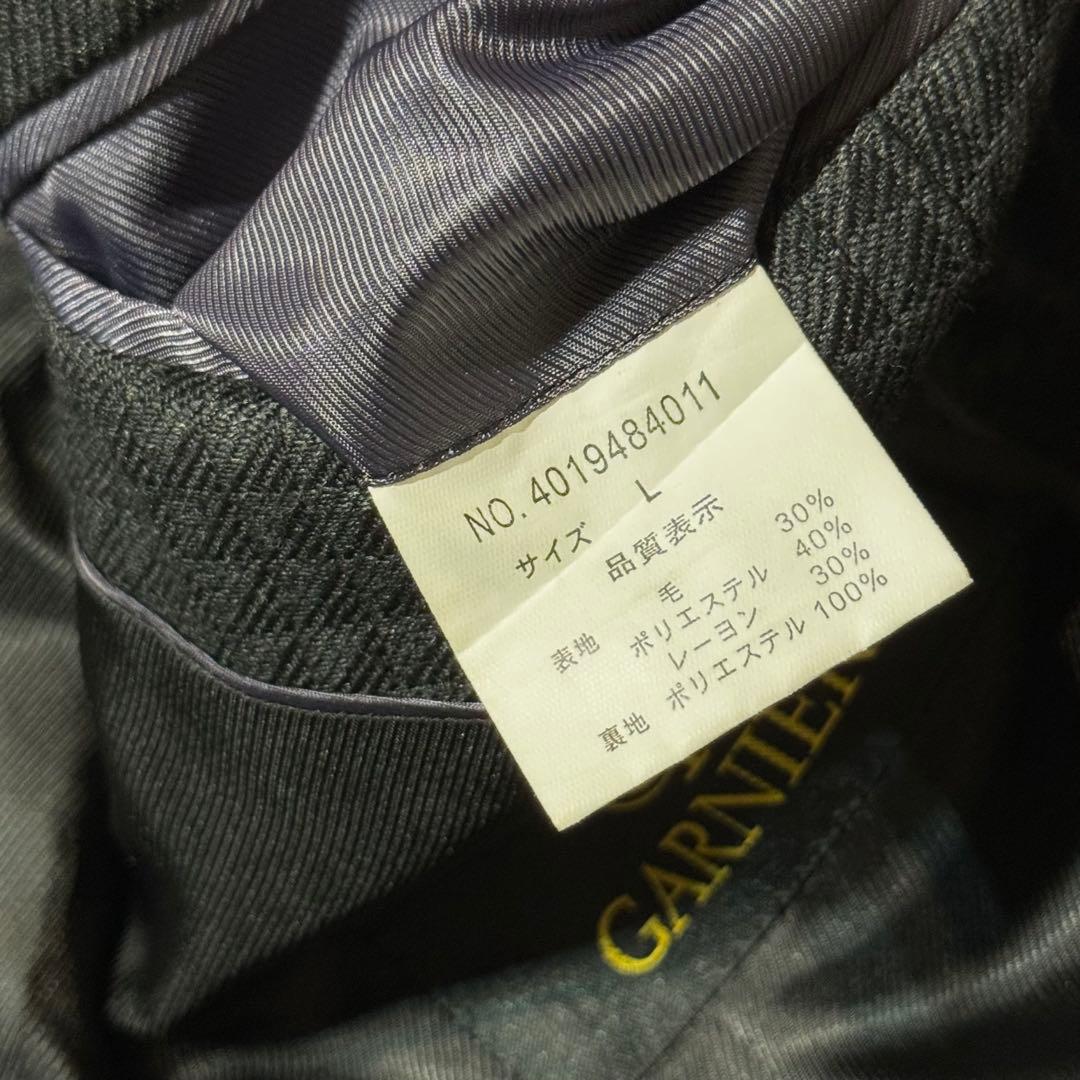 NO. 4019484011
サイズ L
品質表示
毛 30%
表地 ポリエステル 40%
レーヨン 30%
裏地 ポリエステル 100%
GARNIER